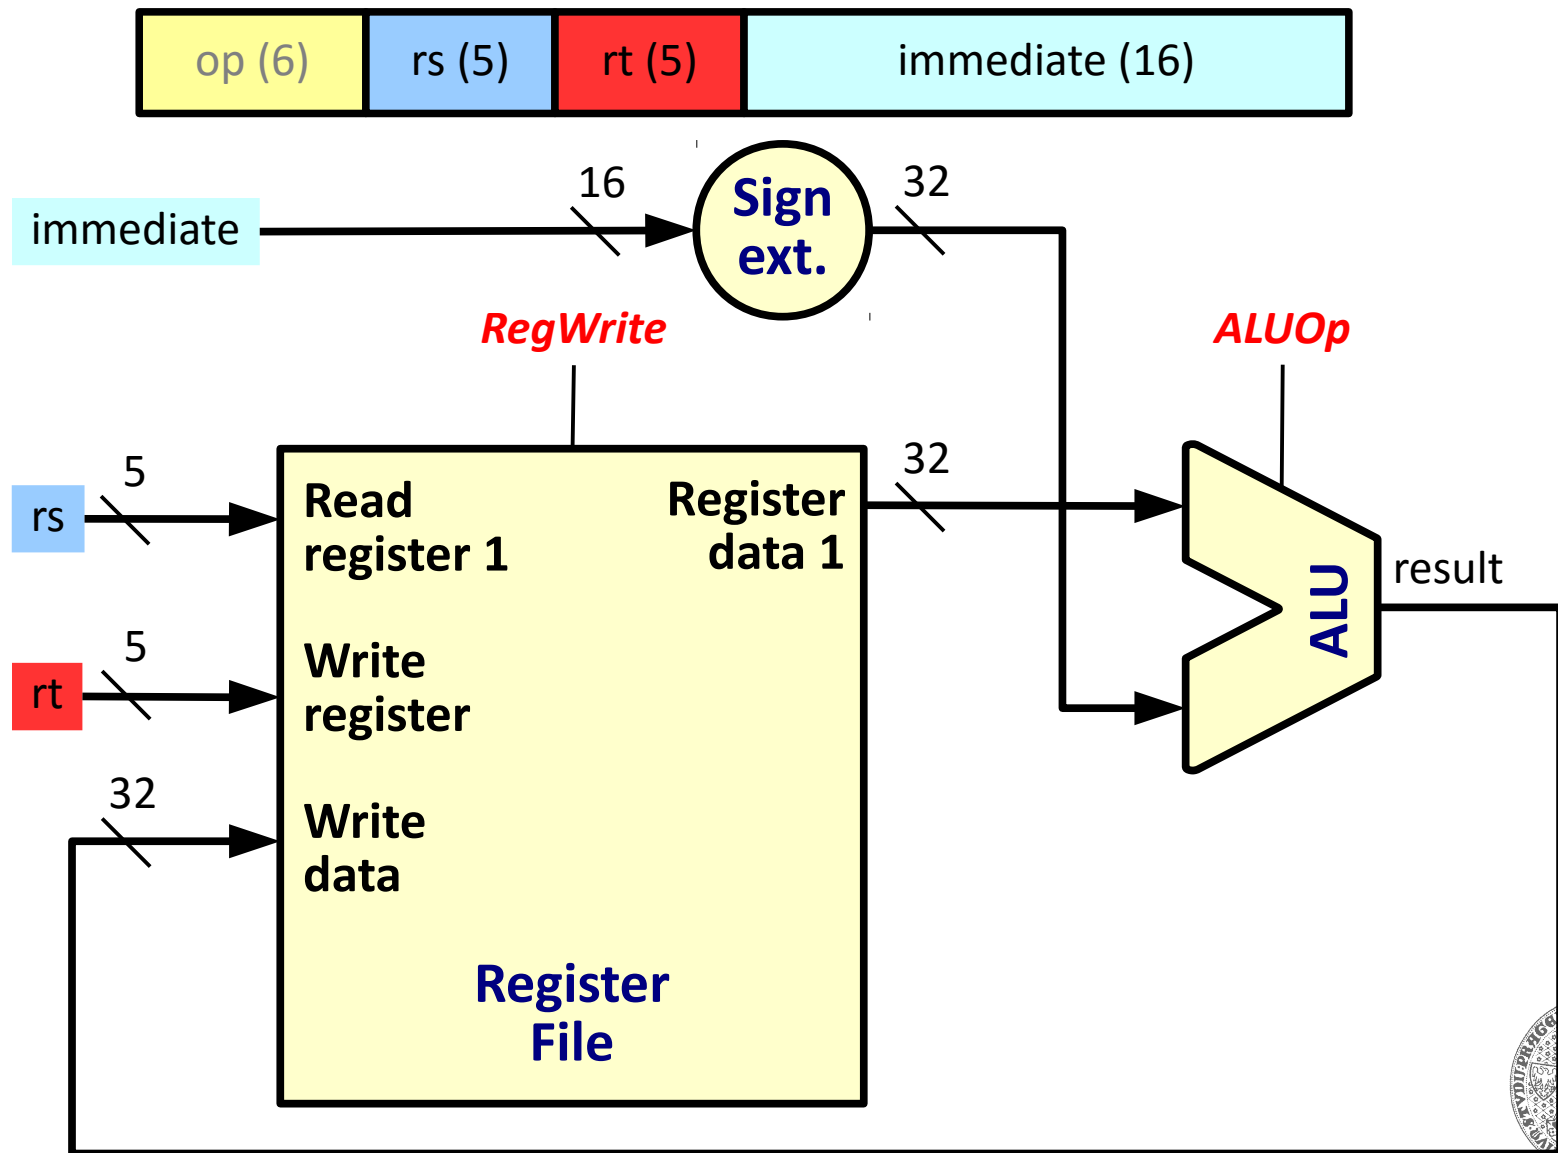 op (6) rs (5) rt (5) immediate (16)
16 32
immediate
Sign
ext.
RegWrite ALUOp
5
rs
Read
register 1
Register
data 1
32
result
ALU
5
rt
Write
register
32
Write
data
Register
File